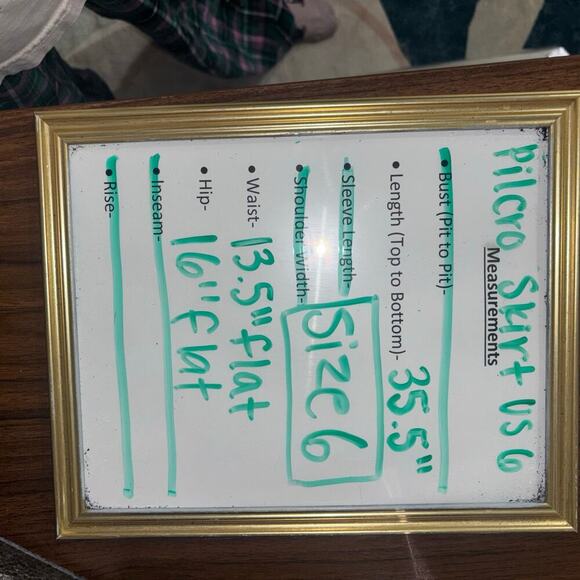 Pilcro Skirt US 6
Measurements
• Bust (Pit to Pit)-
• Length (Top to Bottom)- 35.5"
• Sleeve Length-
• Shoulder Width- Size 6
• Waist- 13.5" flat
• Hip- 16" flat
• Inseam-
• Rise-